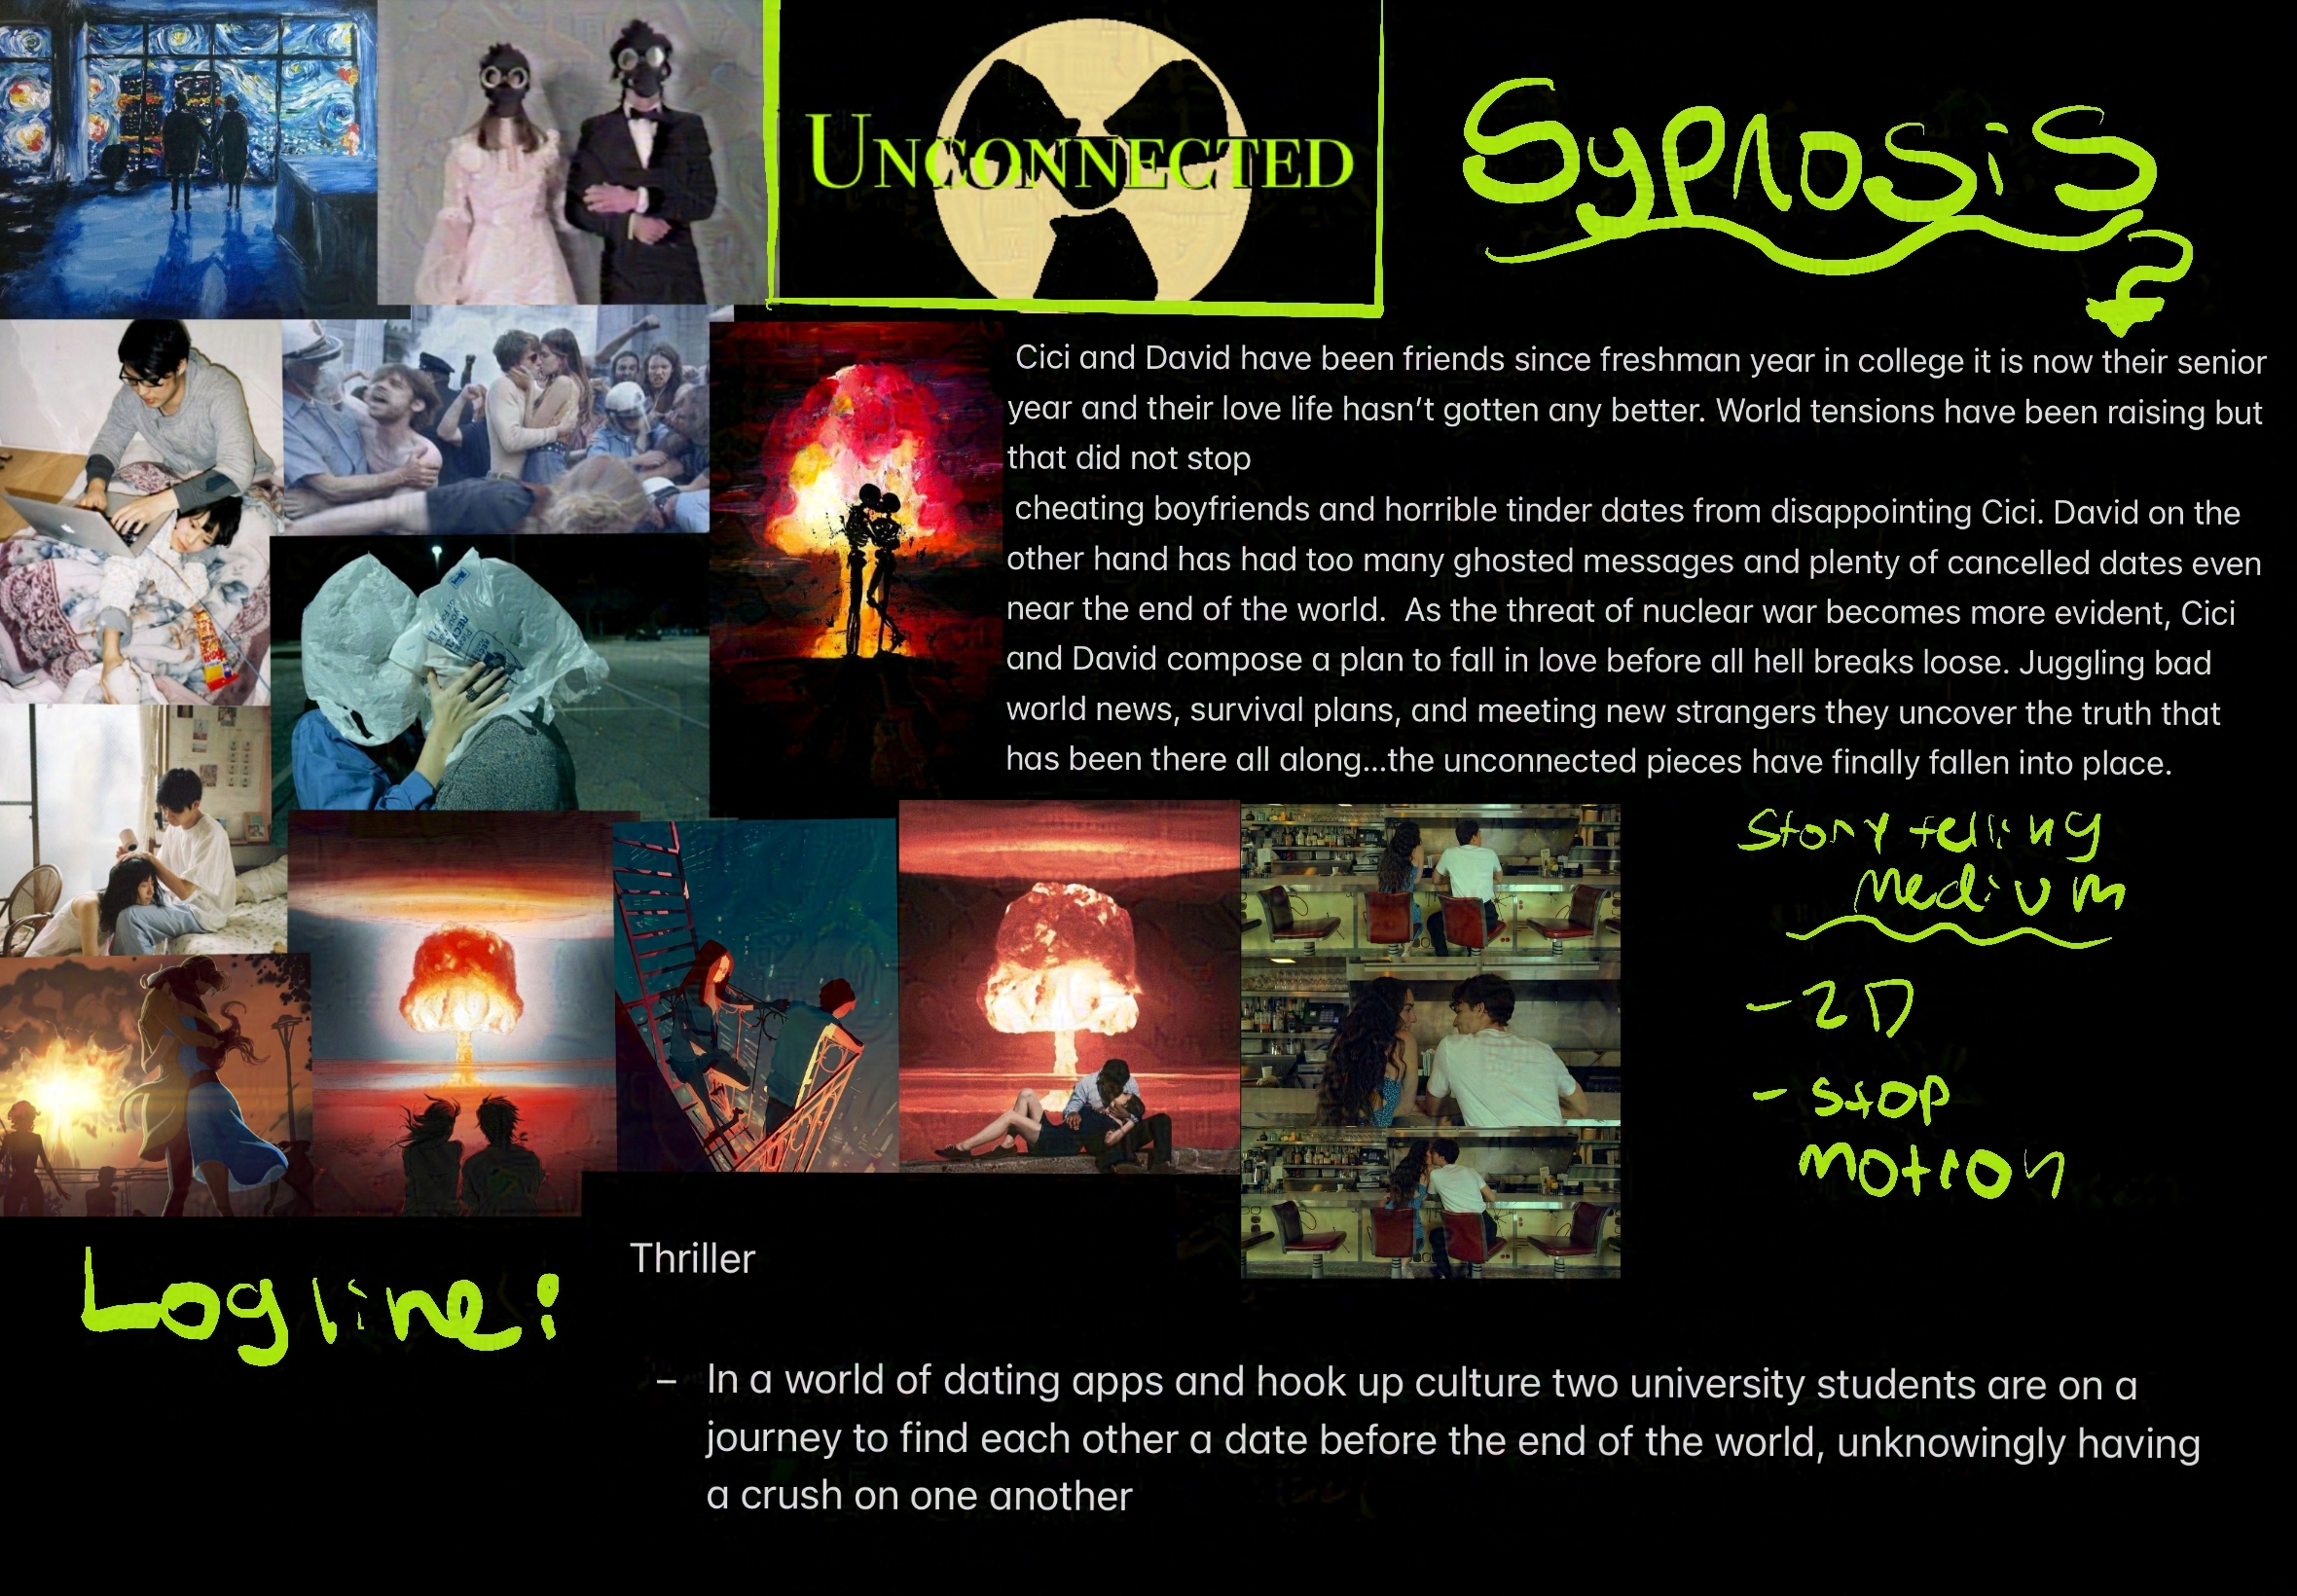 UNCONNECTED
Sypnosis
Cici and David have been friends since freshman year in college it is now their senior
year and their love life hasn't gotten any better. World tensions have been raising but
that did not stop
cheating boyfriends and horrible tinder dates from disappointing Cici. David on the
other hand has had too many ghosted messages and plenty of cancelled dates even
near the end of the world.  As the threat of nuclear war becomes more evident, Cici
and David compose a plan to fall in love before all hell breaks loose. Juggling bad
world news, survival plans, and meeting new strangers they uncover the truth that
has been there all along...the unconnected pieces have finally fallen into place.
Story telling
Medium
- 2D
- Stop
Motion
Logline:
Thriller
– In a world of dating apps and hook up culture two university students are on a
journey to find each other a date before the end of the world, unknowingly having
a crush on one another